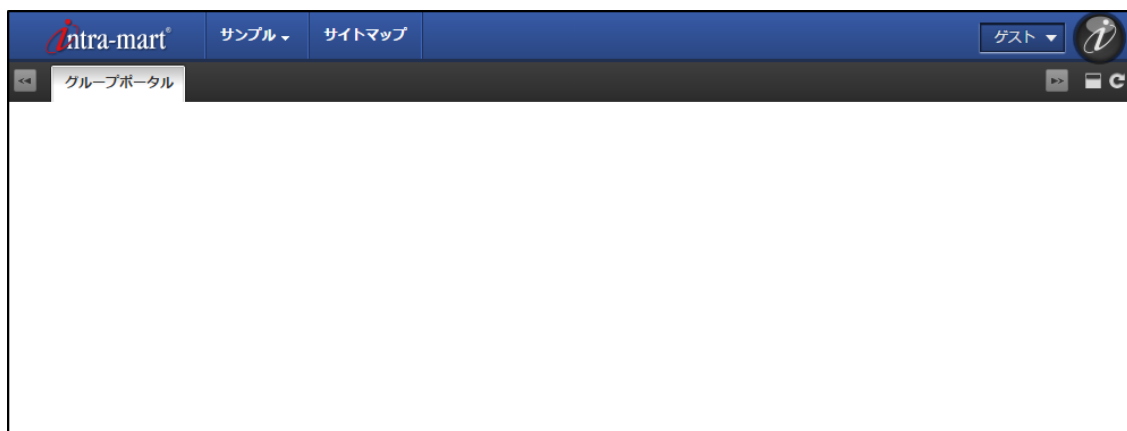 intra-mart®
サンプル
サイトマップ
ゲスト
グループポータル